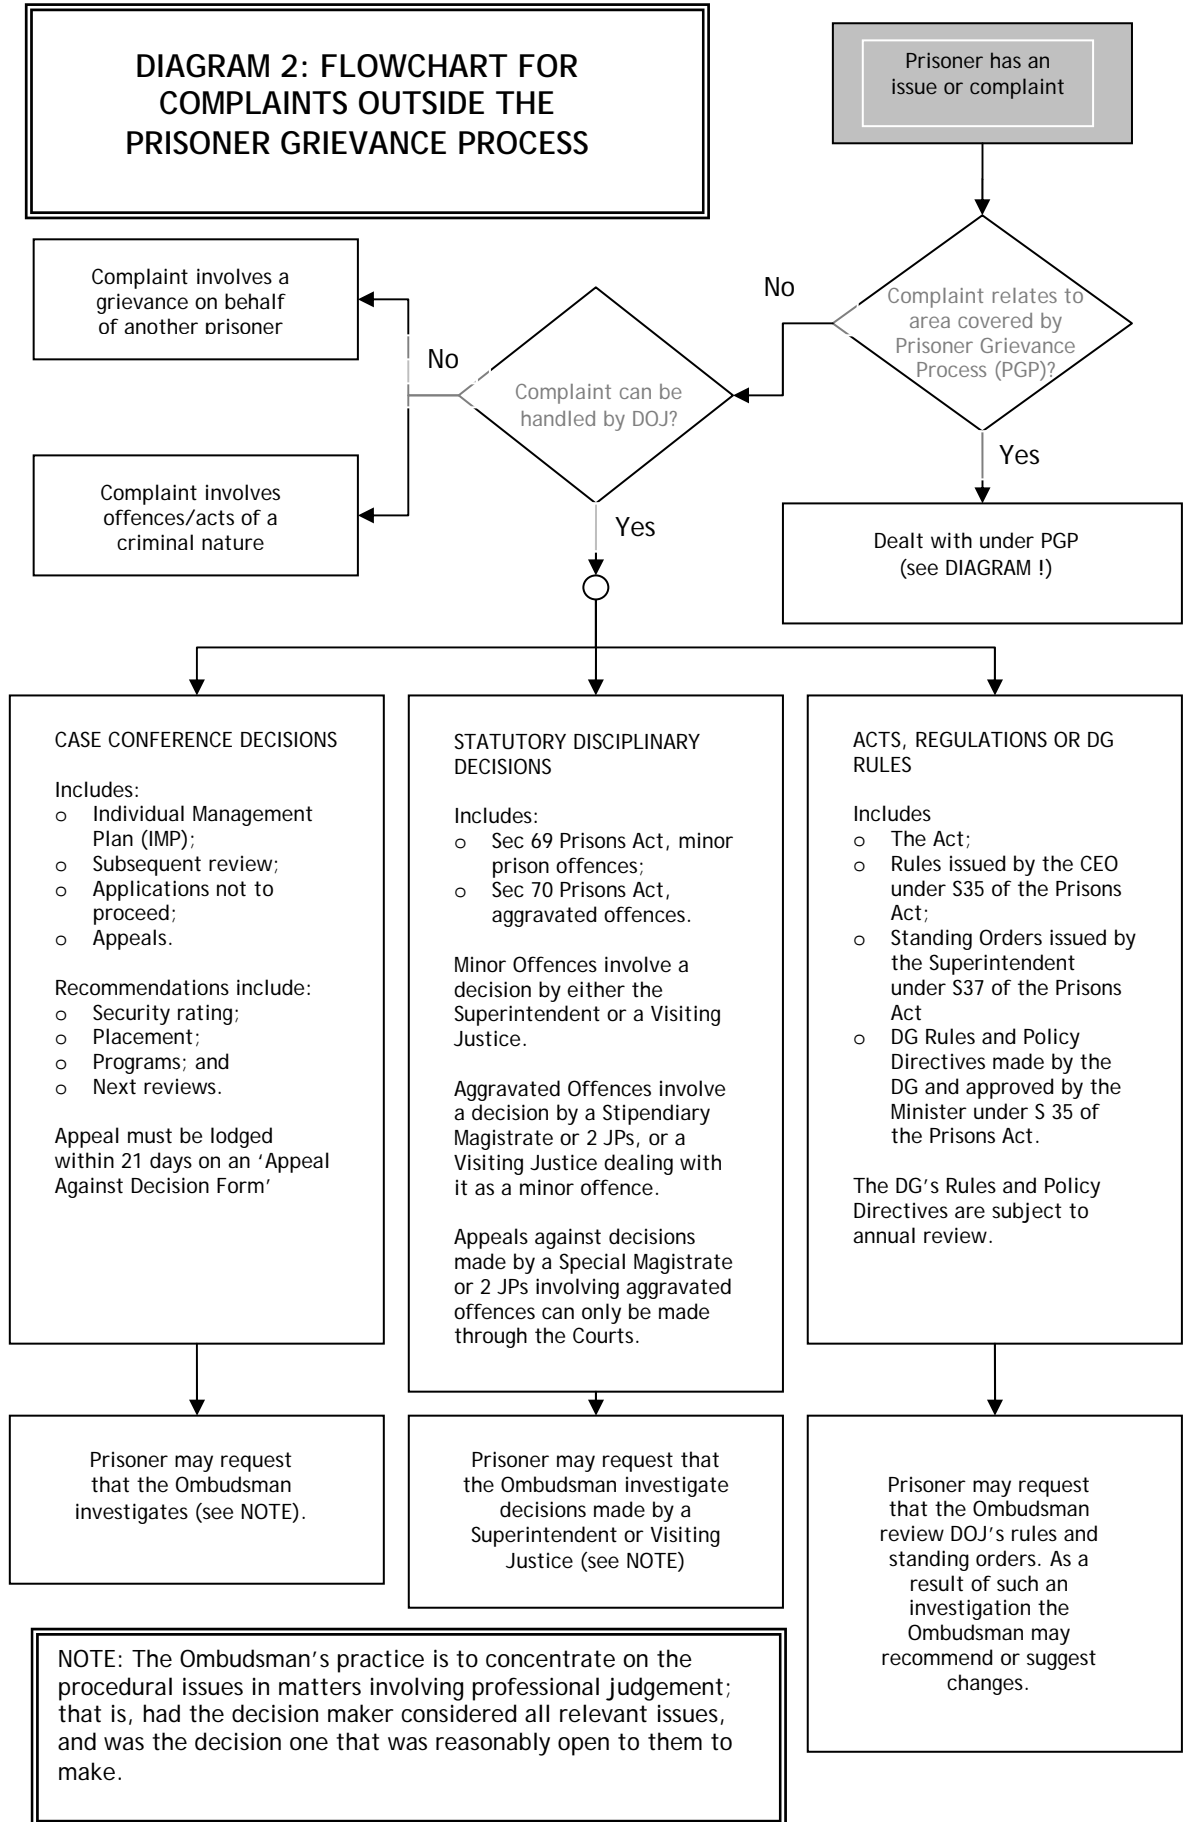 DIAGRAM 2: FLOWCHART FOR
COMPLAINTS OUTSIDE THE
PRISONER GRIEVANCE PROCESS
Prisoner has an
issue or complaint
Complaint relates to
area covered by
Prisoner Grievance
Process (PGP)?
No
Yes
Dealt with under PGP
(see DIAGRAM !)
Complaint can be
handled by DOJ?
No
Yes
Complaint involves a
grievance on behalf
of another prisoner
Complaint involves
offences/acts of a
criminal nature
CASE CONFERENCE DECISIONS
Includes:
o Individual Management
Plan (IMP);
o Subsequent review;
o Applications not to
proceed;
o Appeals.
Recommendations include:
o Security rating;
o Placement;
o Programs; and
o Next reviews.
Appeal must be lodged
within 21 days on an ‘Appeal
Against Decision Form’
STATUTORY DISCIPLINARY
DECISIONS
Includes:
o Sec 69 Prisons Act, minor
prison offences;
o Sec 70 Prisons Act,
aggravated offences.
Minor Offences involve a
decision by either the
Superintendent or a Visiting
Justice.
Aggravated Offences involve
a decision by a Stipendiary
Magistrate or 2 JPs, or a
Visiting Justice dealing with
it as a minor offence.
Appeals against decisions
made by a Special Magistrate
or 2 JPs involving aggravated
offences can only be made
through the Courts.
ACTS, REGULATIONS OR DG
RULES
Includes
o The Act;
o Rules issued by the CEO
under S35 of the Prisons
Act;
o Standing Orders issued by
the Superintendent
under S37 of the Prisons
Act
o DG Rules and Policy
Directives made by the
DG and approved by the
Minister under S 35 of
the Prisons Act.
The DG’s Rules and Policy
Directives are subject to
annual review.
Prisoner may request
that the Ombudsman
investigates (see NOTE).
Prisoner may request that
the Ombudsman investigate
decisions made by a
Superintendent or Visiting
Justice (see NOTE)
Prisoner may request
that the Ombudsman
review DOJ’s rules and
standing orders. As a
result of such an
investigation the
Ombudsman may
recommend or suggest
changes.
NOTE: The Ombudsman’s practice is to concentrate on the
procedural issues in matters involving professional judgement;
that is, had the decision maker considered all relevant issues,
and was the decision one that was reasonably open to them to
make.